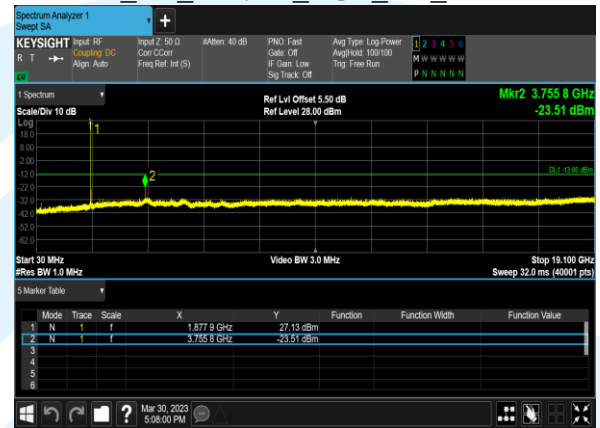 Spectrum Analyzer 1
Swept SA
KEYSIGHT Input: RF Input Z: 50 Ω #Atten: 40 dB PNO: Fast Avg Type: Log-Power 1 2 3 4 5 6
R T Coupling: DC Corr CCorr Gate: Off Avg|Hold: 100/100 M W W W W W
Align: Auto Freq Ref: Int (S) IF Gain: Low Trig: Free Run
Sig Track: Off P N N N N N
1 Spectrum Ref Lvl Offset 5.50 dB Mkr2 3.755 8 GHz
Scale/Div 10 dB Ref Level 28.00 dBm -23.51 dBm
Log
18.0 1
8.00
-2.00
-12.0 DL1 -13.00 dBm
2
-22.0
-32.0
-42.0
-52.0
-62.0
Start 30 MHz Video BW 3.0 MHz Stop 19.100 GHz
#Res BW 1.0 MHz Sweep 32.0 ms (40001 pts)
5 Marker Table
Mode Trace Scale X Y Function Function Width Function Value
1 N 1 f 1.877 9 GHz 27.13 dBm
2 N 1 f 3.755 8 GHz -23.51 dBm
3
4
5
6
? Mar 30, 2023
5:08:00 PM